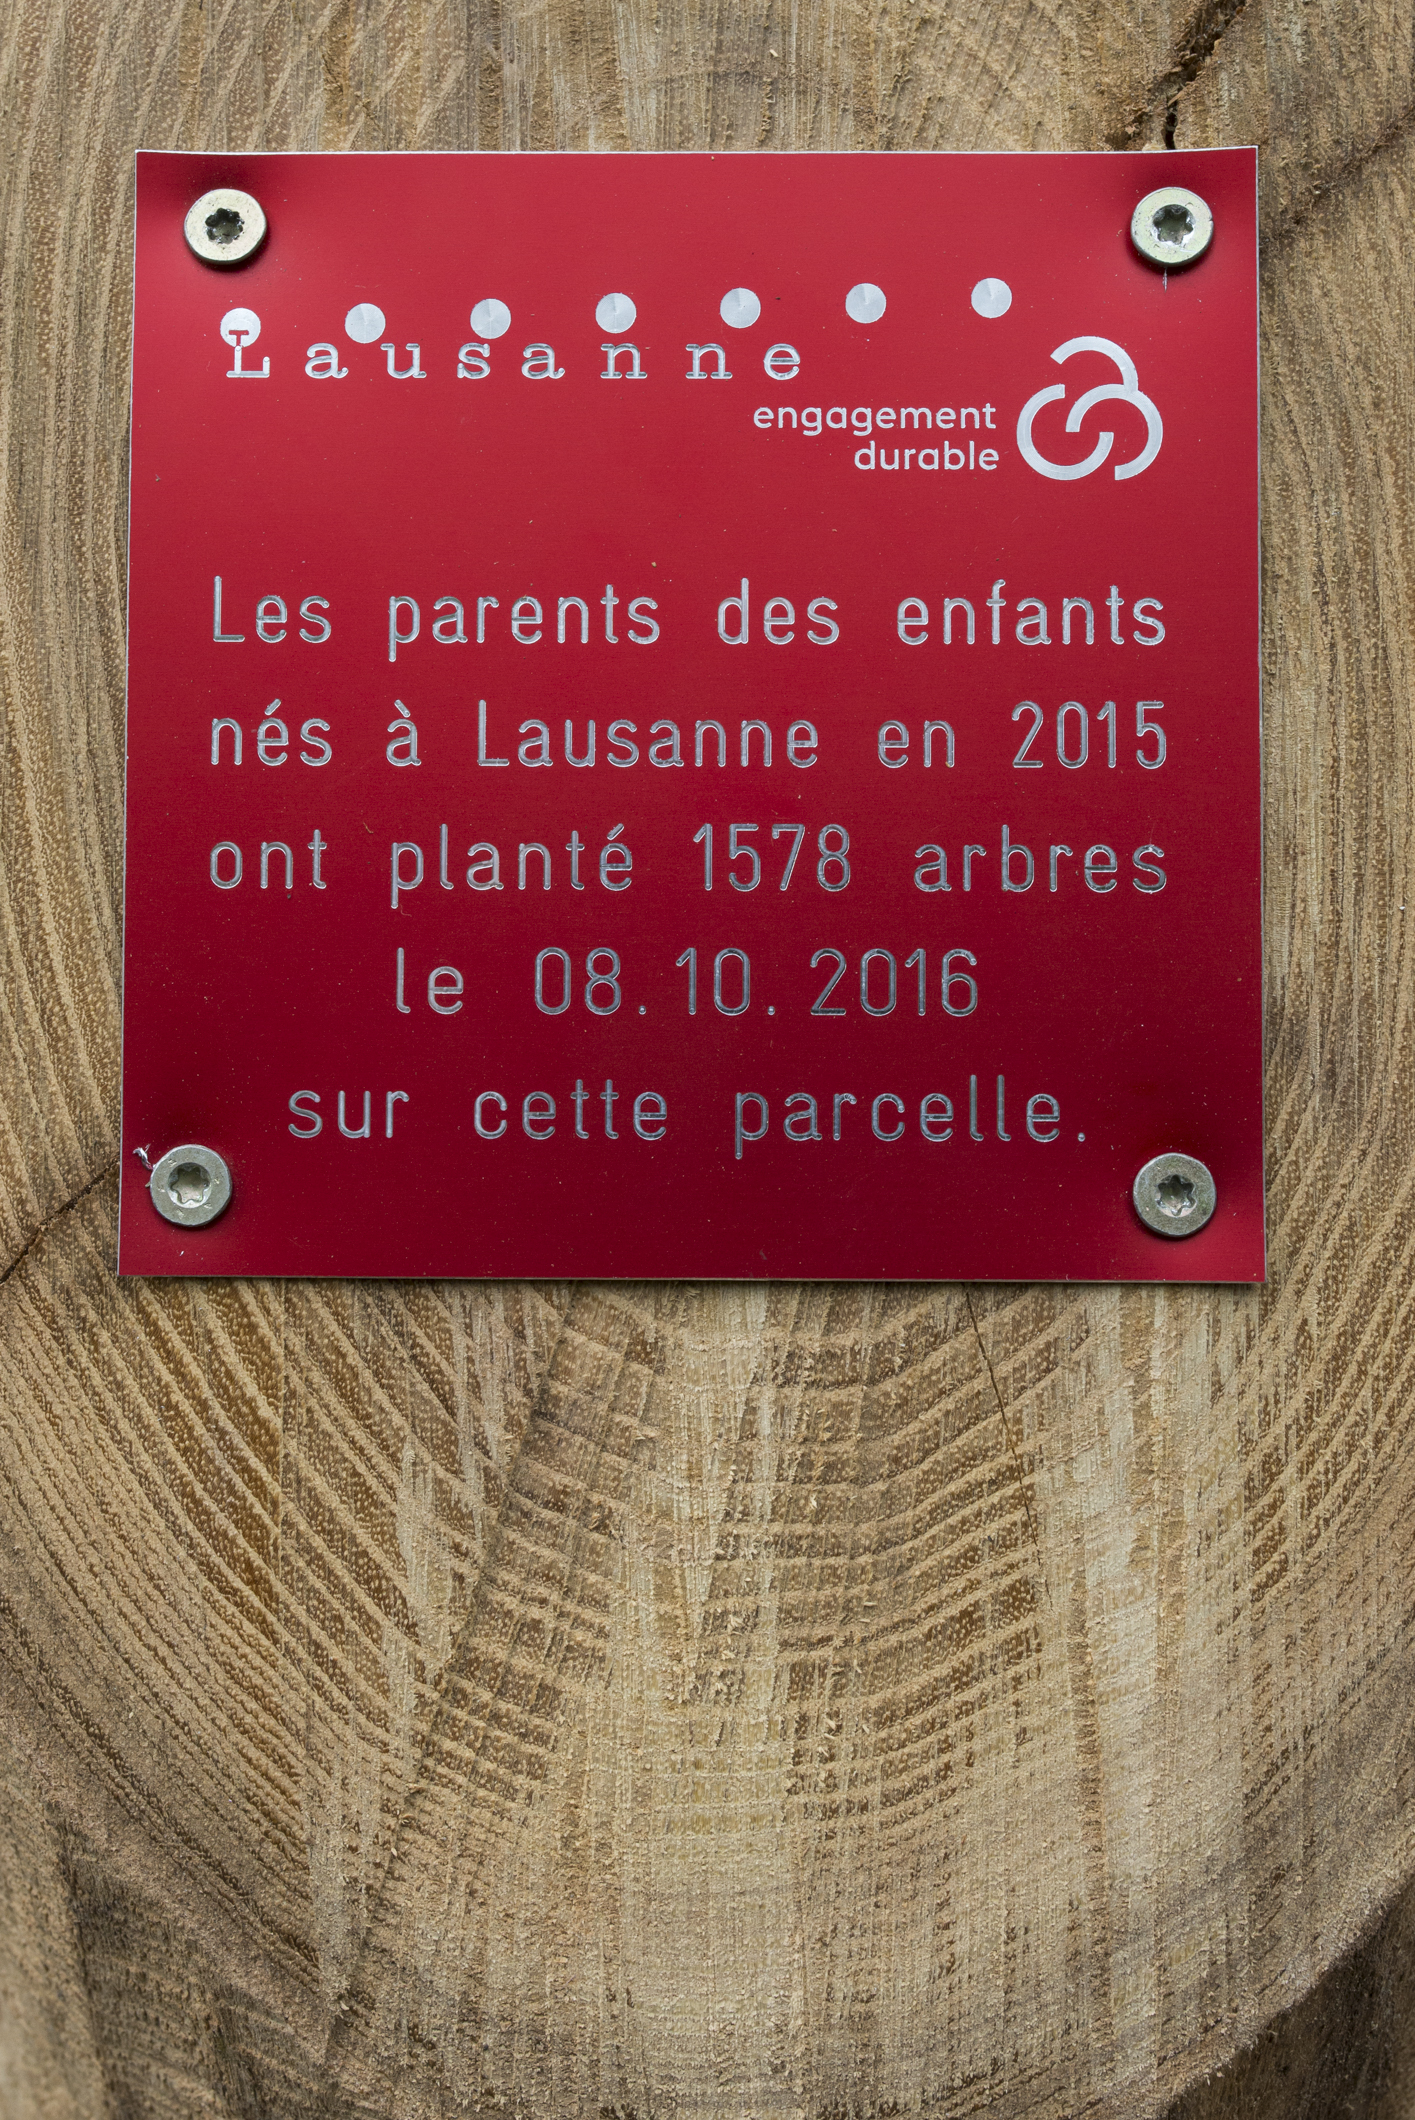 Lausanne
engagement
durable
Les parents des enfants
nés à Lausanne en 2015
ont planté 1578 arbres
le 08.10.2016
sur cette parcelle.